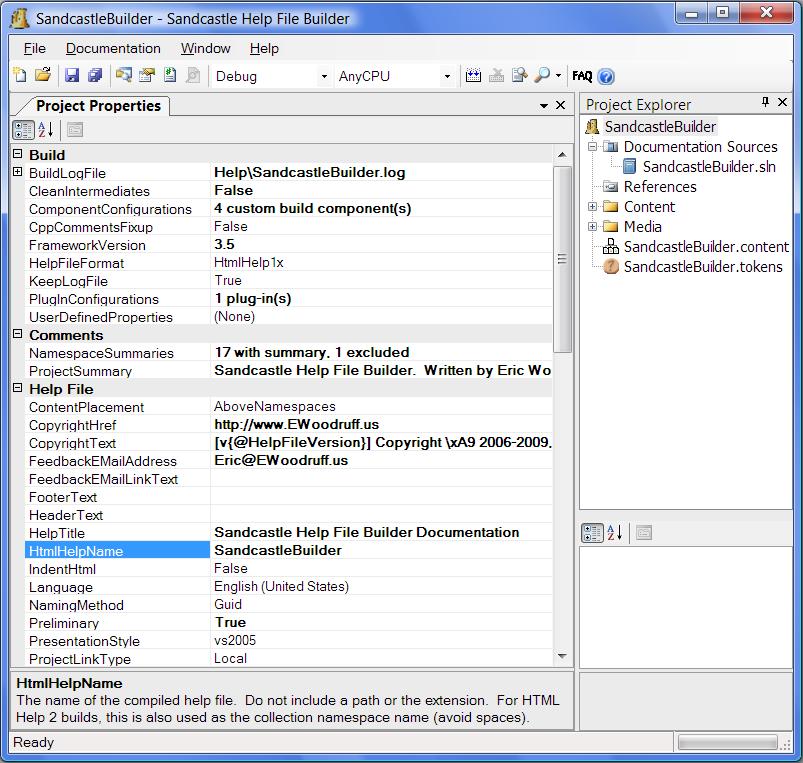 SandcastleBuilder - Sandcastle Help File Builder
File Documentation Window Help
Debug AnyCPU FAQ
Project Properties
Build
BuildLogFile Help\SandcastleBuilder.log
CleanIntermediates False
ComponentConfigurations 4 custom build component(s)
CppCommentsFixup False
FrameworkVersion 3.5
HelpFileFormat HtmlHelp1x
KeepLogFile True
PlugInConfigurations 1 plug-in(s)
UserDefinedProperties (None)
Comments
NamespaceSummaries 17 with summary, 1 excluded
ProjectSummary Sandcastle Help File Builder.  Written by Eric Wo
Help File
ContentPlacement AboveNamespaces
CopyrightHref http://www.EWoodruff.us
CopyrightText [v{@HelpFileVersion}] Copyright \xA9 2006-2009,
FeedbackEMailAddress Eric@EWoodruff.us
FeedbackEMailLinkText
FooterText
HeaderText
HelpTitle Sandcastle Help File Builder Documentation
HtmlHelpName SandcastleBuilder
IndentHtml False
Language English (United States)
NamingMethod Guid
Preliminary True
PresentationStyle vs2005
ProjectLinkType Local
HtmlHelpName
The name of the compiled help file.  Do not include a path or the extension.  For HTML
Help 2 builds, this is also used as the collection namespace name (avoid spaces).
Project Explorer
SandcastleBuilder
Documentation Sources
SandcastleBuilder.sln
References
Content
Media
SandcastleBuilder.content
SandcastleBuilder.tokens
Ready